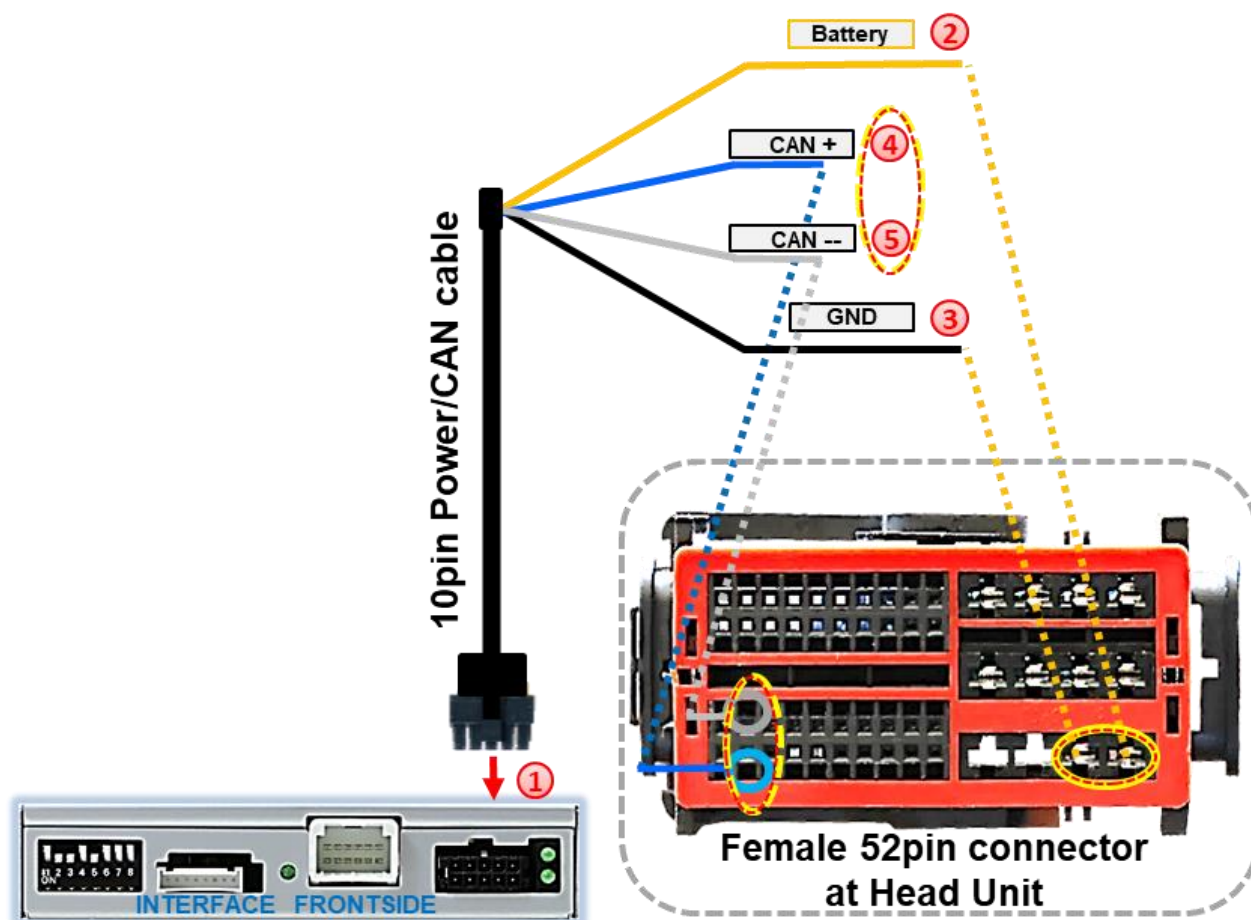 Battery
2
CAN +
4
CAN --
5
GND
3
10pin Power/CAN cable
1
#1 2 3 4 5 6 7 8
ON
INTERFACE FRONTSIDE
Female 52pin connector
at Head Unit